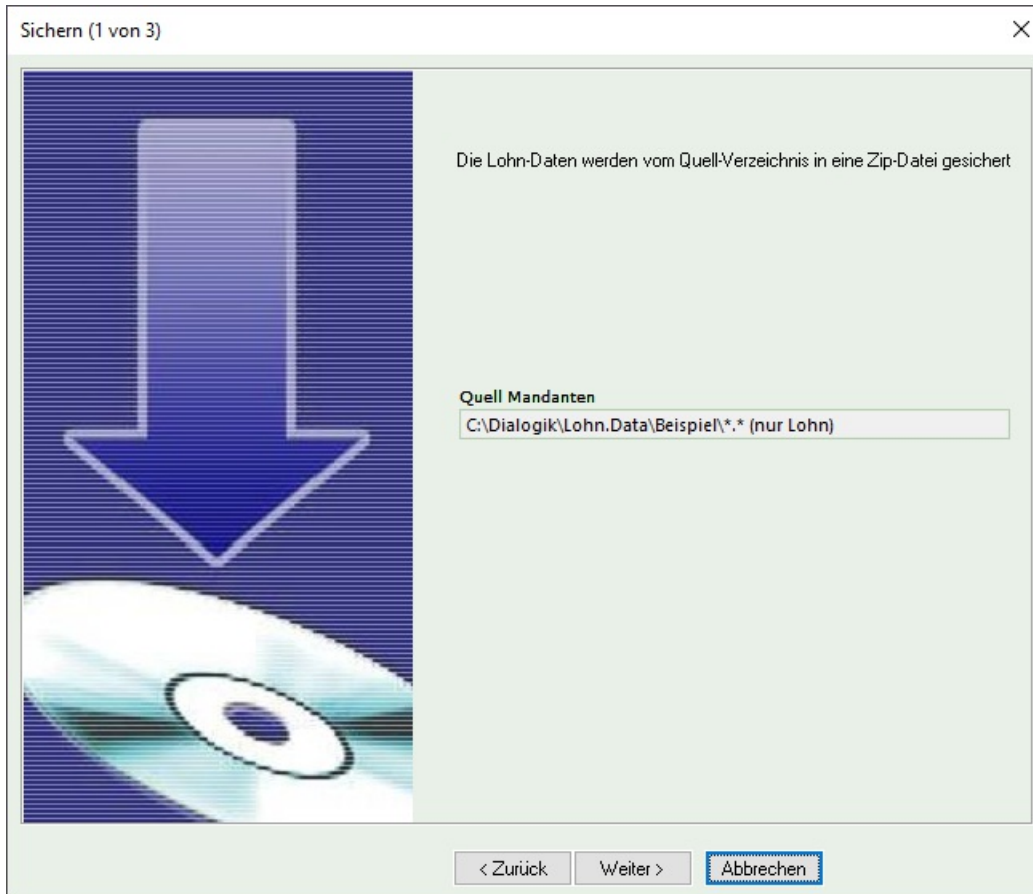 Sichern (1 von 3)
Die Lohn-Daten werden vom Quell-Verzeichnis in eine Zip-Datei gesichert
Quell Mandanten
C:\Dialogik\Lohn.Data\Beispiel\*.* (nur Lohn)
< Zurück Weiter > Abbrechen